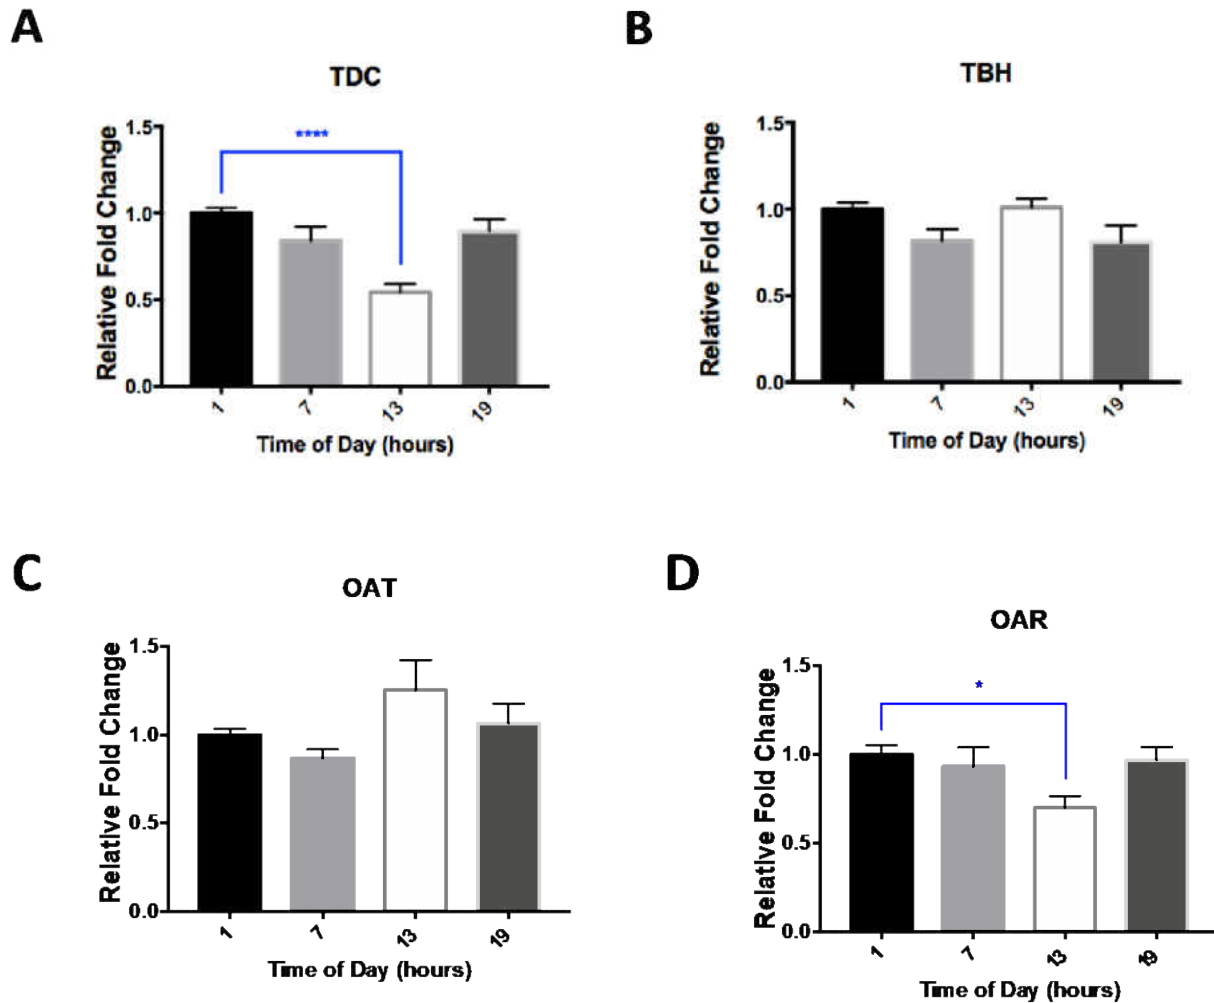 A
TDC
Relative Fold Change
1.5
1.0
0.5
0.0
****
1 7 13 19
Time of Day (hours)
B
TBH
Relative Fold Change
1.5
1.0
0.5
0.0
1 7 13 19
Time of Day (hours)
C
OAT
Relative Fold Change
1.5
1.0
0.5
0.0
1 7 13 19
Time of Day (hours)
D
OAR
Relative Fold Change
1.5
1.0
0.5
0.0
*
1 7 13 19
Time of Day (hours)